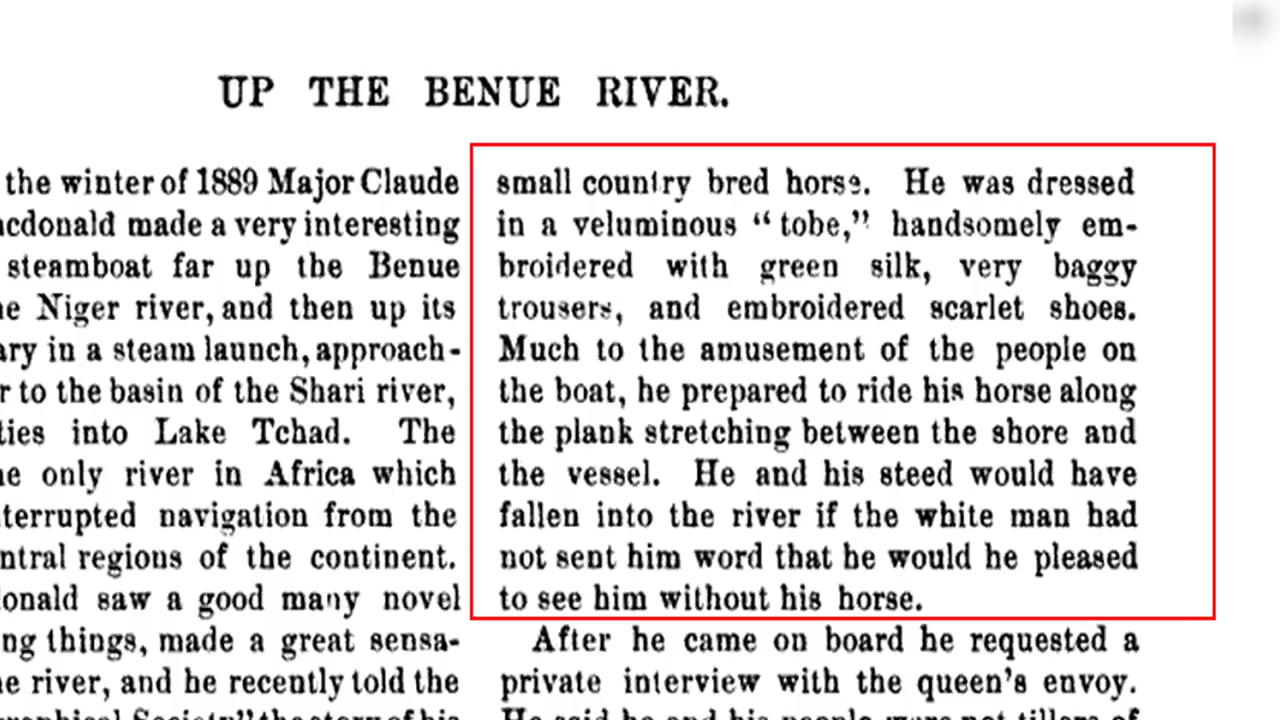 UP THE BENUE RIVER.
the winter of 1889 Major Claude
acdonald made a very interesting
steamboat far up the Benue
he Niger river, and then up its
ary in a steam launch, approach-
r to the basin of the Shari river,
ties into Lake Tchad. The
he only river in Africa which
terrupted navigation from the
ntral regions of the continent.
onald saw a good many novel
ng things, made a great sensa-
e river, and he recently told the
small country bred horse. He was dressed
in a veluminous “tobe,” handsomely em-
broidered with green silk, very baggy
trousers, and embroidered scarlet shoes.
Much to the amusement of the people on
the boat, he prepared to ride his horse along
the plank stretching between the shore and
the vessel. He and his steed would have
fallen into the river if the white man had
not sent him word that he would he pleased
to see him without his horse.
After he came on board he requested a
private interview with the queen's envoy.